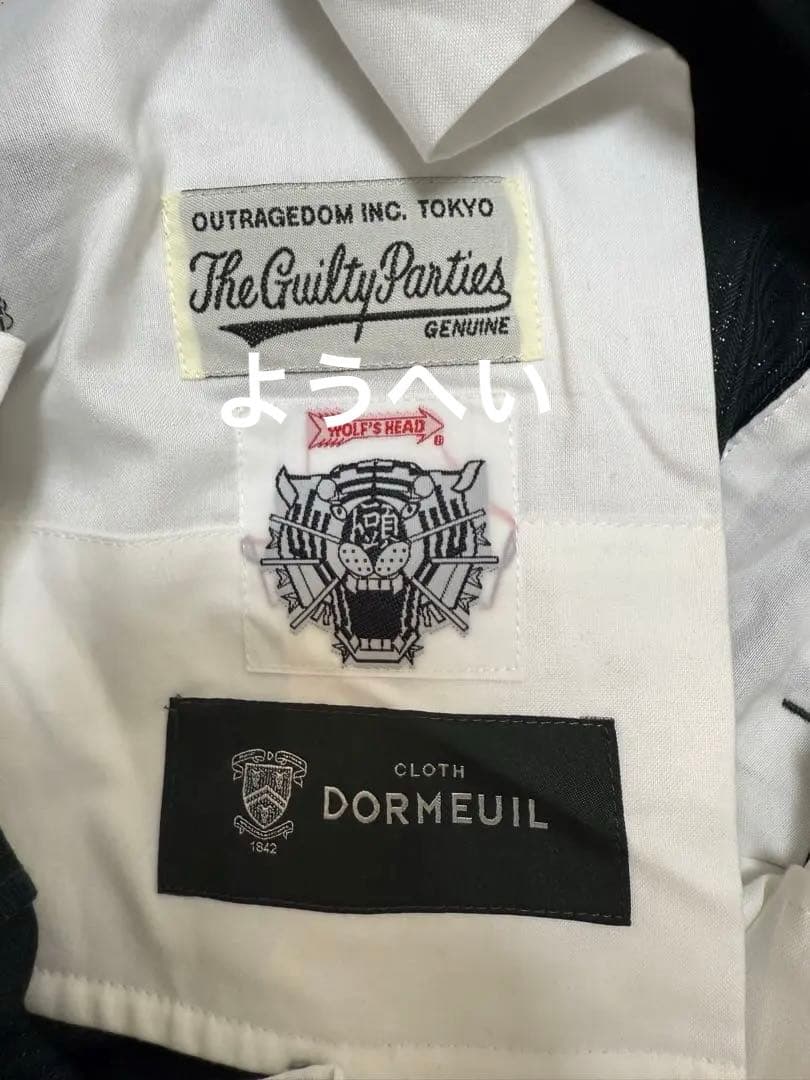 OUTRAGEDOM INC. TOKYO
The Guilty Parties
GENUINE
ようへい
WOLF'S HEAD
®
CLOTH
DORMEUIL
D
1842